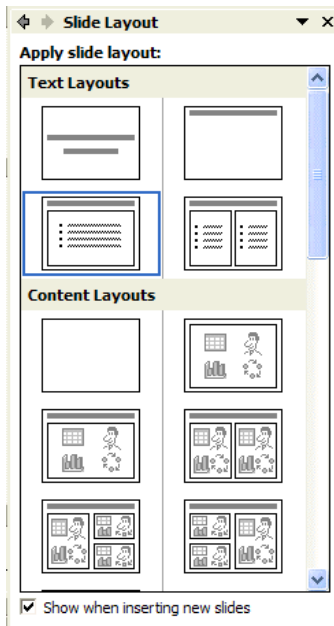 Slide Layout
Apply slide layout:
Text Layouts
Content Layouts
Show when inserting new slides